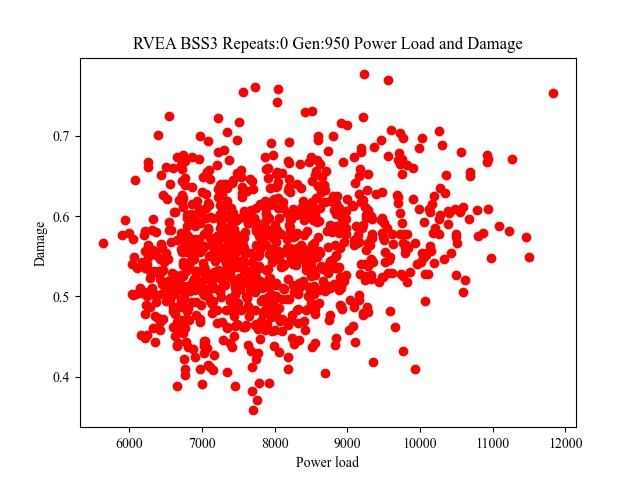 RVEA BSS3 Repeats:0 Gen:950 Power Load and Damage
Damage
0.7
0.6
0.5
0.4
6000 7000 8000 9000 10000 11000 12000
Power load